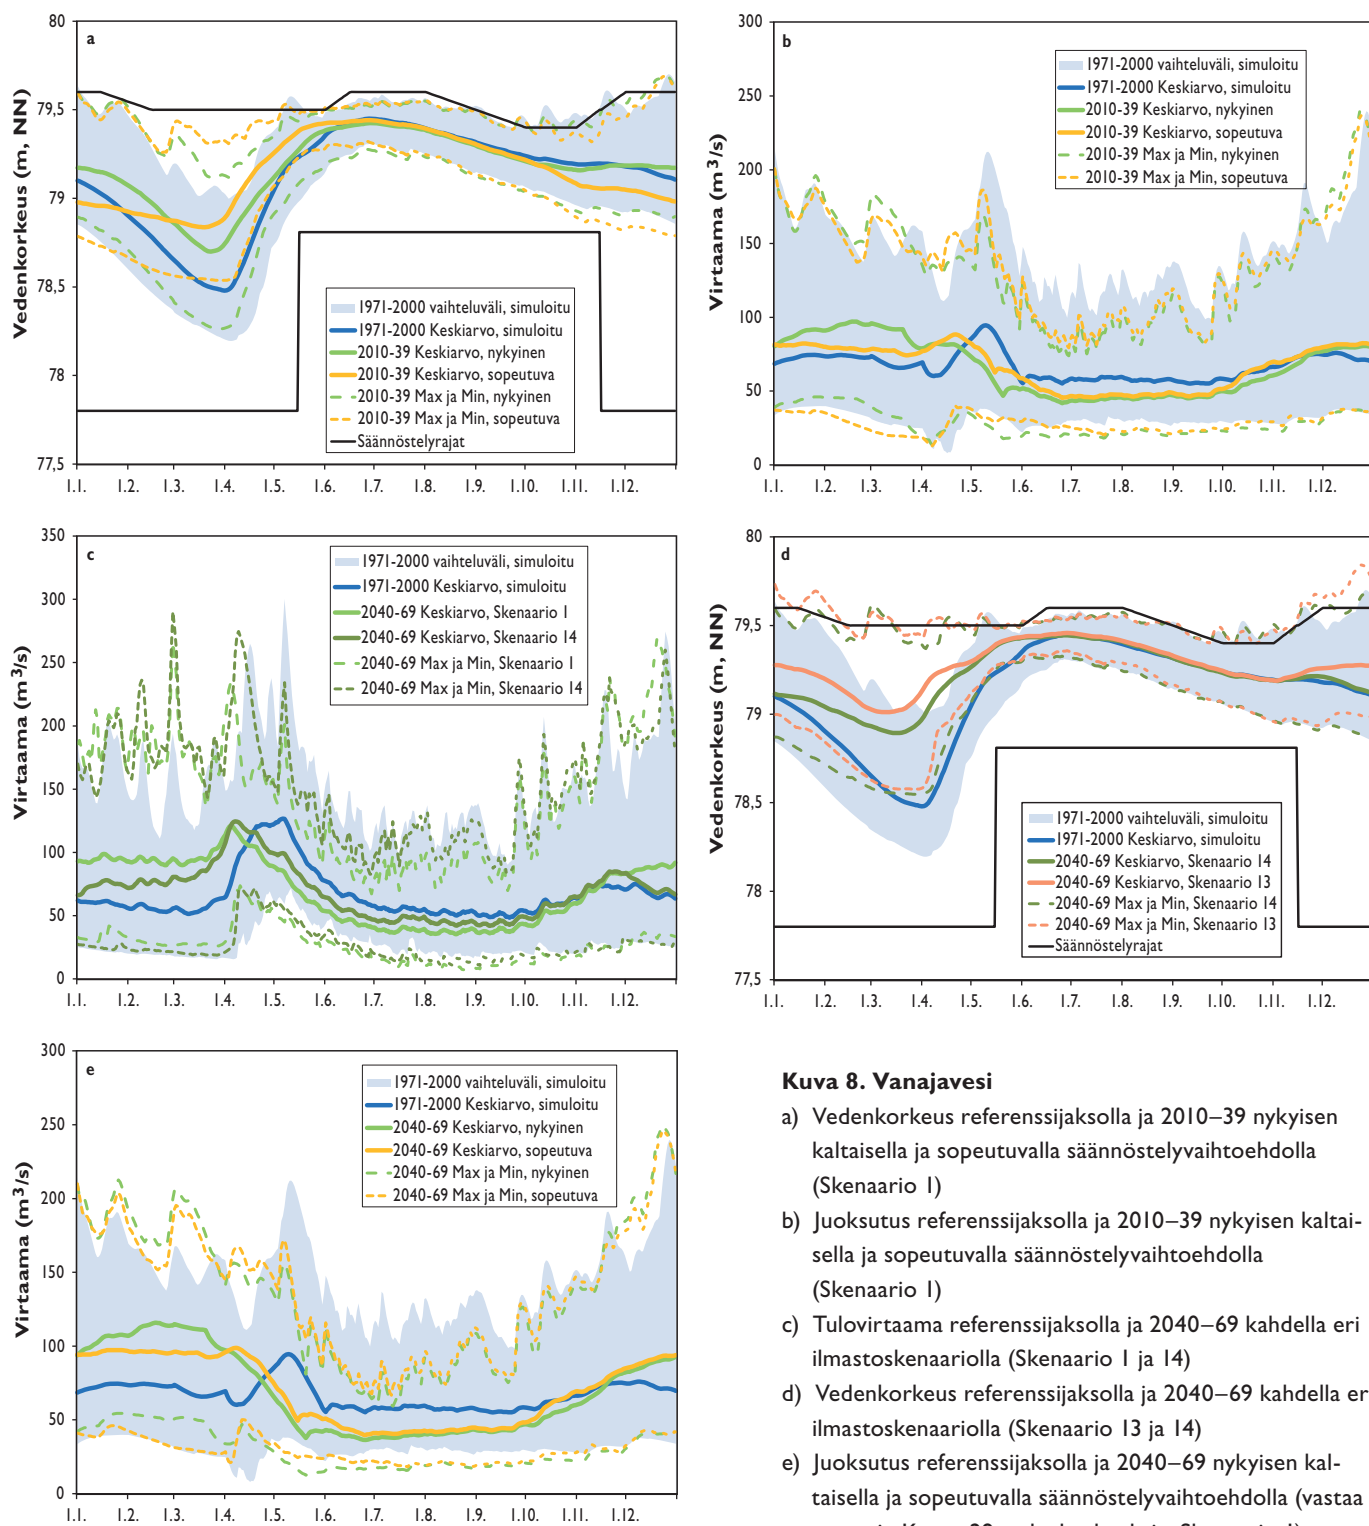 a
Vedenkorkeus (m, NN)
80
79,5
79
78,5
78
77,5
1971-2000 vaihteluväli, simuloitu
1971-2000 Keskiarvo, simuloitu
2010-39 Keskiarvo, nykyinen
2010-39 Keskiarvo, sopeutuva
2010-39 Max ja Min, nykyinen
2010-39 Max ja Min, sopeutuva
Säännöstelyrajat
1.1. 1.2. 1.3. 1.4. 1.5. 1.6. 1.7. 1.8. 1.10. 1.11. 1.12.
b
Virtaama (m³/s)
300
250
200
150
100
50
0
1971-2000 vaihteluväli, simuloitu
1971-2000 Keskiarvo, simuloitu
2010-39 Keskiarvo, nykyinen
2010-39 Keskiarvo, sopeutuva
2010-39 Max ja Min, nykyinen
2010-39 Max ja Min, sopeutuva
1.1. 1.2. 1.3. 1.4. 1.5. 1.6. 1.7. 1.8. 1.10. 1.11. 1.12.
c
Virtaama (m³/s)
350
300
250
200
150
100
50
0
1971-2000 vaihteluväli, simuloitu
1971-2000 Keskiarvo, simuloitu
2040-69 Keskiarvo, Skenaario 1
2040-69 Keskiarvo, Skenaario 14
2040-69 Max ja Min, Skenaario 1
2040-69 Max ja Min, Skenaario 14
1.1. 1.2. 1.3. 1.4. 1.5. 1.6. 1.7. 1.8. 1.9. 1.10. 1.11. 1.12.
d
Vedenkorkeus (m, NN)
80
79,5
79
78,5
78
77,5
1971-2000 vaihteluväli, simuloitu
1971-2000 Keskiarvo, simuloitu
2040-69 Keskiarvo, Skenaario 14
2040-69 Keskiarvo, Skenaario 13
2040-69 Max ja Min, Skenaario 14
2040-69 Max ja Min, Skenaario 13
Säännöstelyrajat
1.1. 1.2. 1.3. 1.4. 1.5. 1.6. 1.7. 1.8. 1.9. 1.10. 1.11. 1.12.
e
Virtaama (m³/s)
300
250
200
150
100
50
0
1971-2000 vaihteluväli, simuloitu
1971-2000 Keskiarvo, simuloitu
2040-69 Keskiarvo, nykyinen
2040-69 Keskiarvo, sopeutuva
2040-69 Max ja Min, nykyinen
2040-69 Max ja Min, sopeutuva
1.1. 1.2. 1.3. 1.4. 1.5. 1.6. 1.7. 1.8. 1.9. 1.10. 1.11. 1.12.
Kuva 8. Vanajavesi
a) Vedenkorkeus referenssijaksolla ja 2010–39 nykyisen
kaltaisella ja sopeutuvalla säännöstelyvaihtoehdolla
(Skenaario 1)
b) Juoksutus referenssijaksolla ja 2010–39 nykyisen kaltai-
sella ja sopeutuvalla säännöstelyvaihtoehdolla
(Skenaario 1)
c) Tulovirtaama referenssijaksolla ja 2040–69 kahdella eri
ilmastoskenaariolla (Skenaario 1 ja 14)
d) Vedenkorkeus referenssijaksolla ja 2040–69 kahdella er
ilmastoskenaariolla (Skenaario 13 ja 14)
e) Juoksutus referenssijaksolla ja 2040–69 nykyisen kal-
taisella ja sopeutuvalla säännöstelyvaihtoehdolla (vastaa